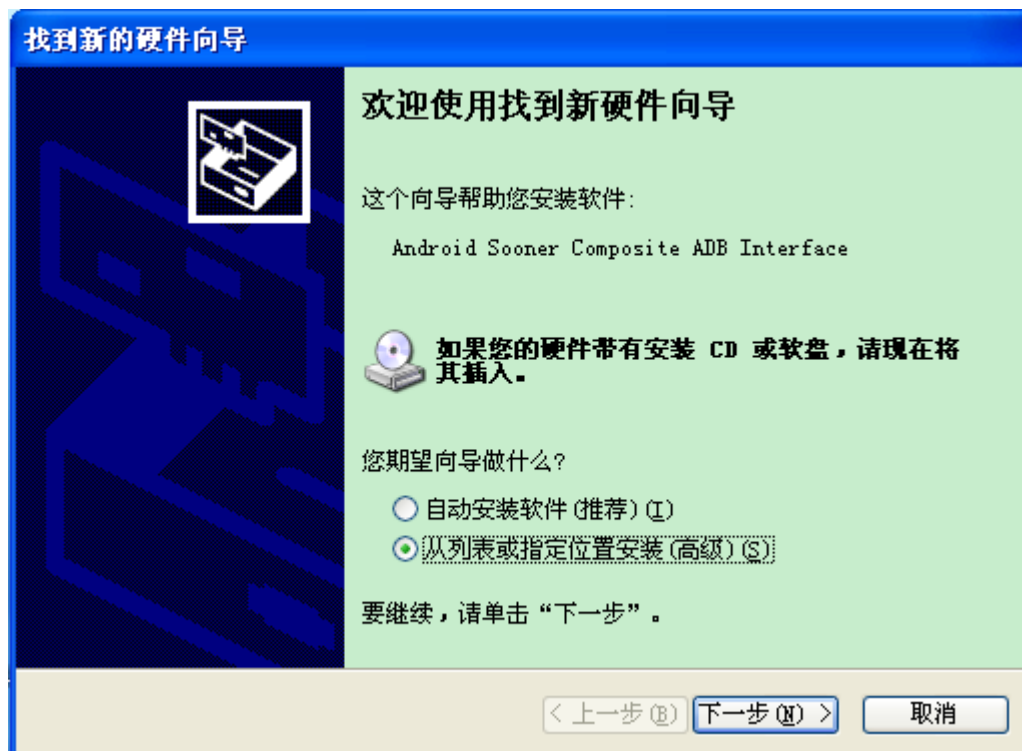 找到新的硬件向导
欢迎使用找到新硬件向导
这个向导帮助您安装软件:
Android Sooner Composite ADB Interface
如果您的硬件带有安装 CD 或软盘，请现在将
其插入。
您期望向导做什么?
自动安装软件(推荐)(I)
从列表或指定位置安装(高级)(S)
要继续，请单击“下一步”。
< 上一步(B) 下一步(N) > 取消